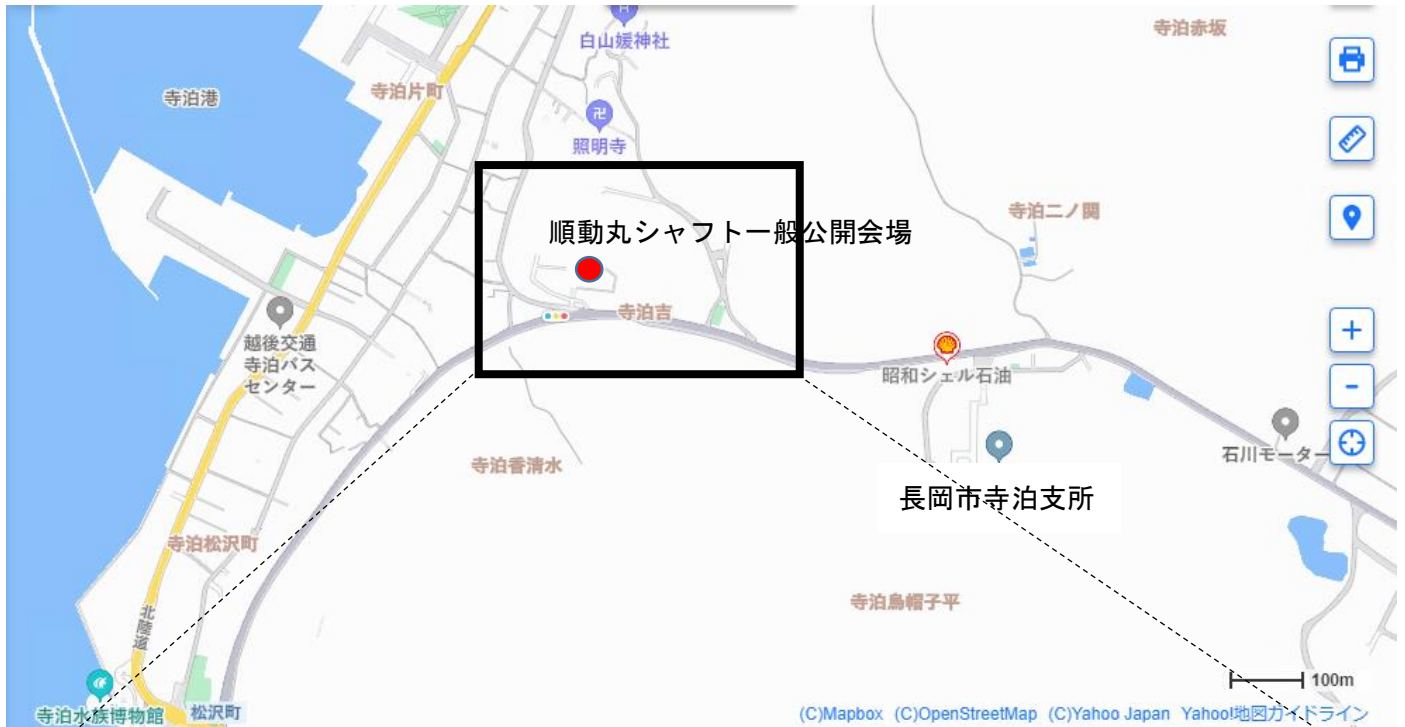 白山媛神社
寺泊赤坂
寺泊片町
寺泊港
卍
照明寺
寺泊二ノ関
順動丸シャフト一般公開会場
寺泊吉
越後交通
寺泊バス
センター
昭和シェル石油
石川モーター
寺泊香清水
長岡市寺泊支所
寺泊松沢町
寺泊烏帽子平
北陸道
100m
寺泊水族博物館
松沢町
(C)Mapbox (C)OpenStreetMap (C)Yahoo Japan Yahoo!地図ガイドライン